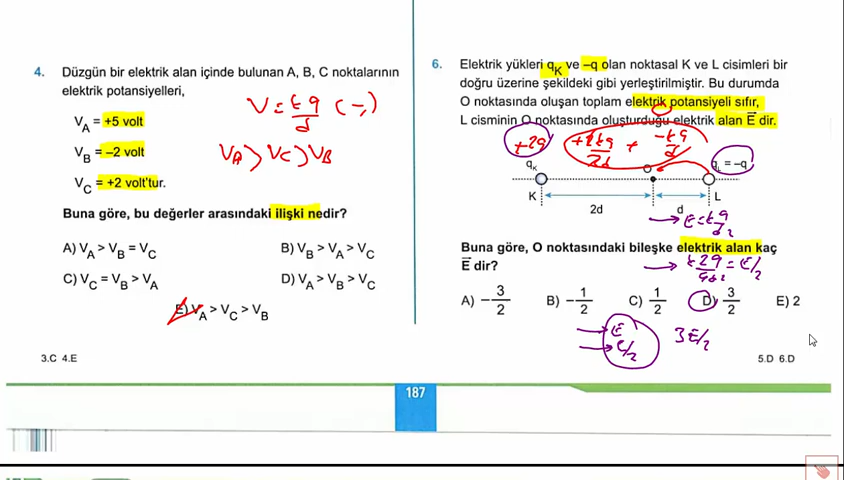 4. Düzgün bir elektrik alan içinde bulunan A, B, C noktalarının
elektrik potansiyelleri,
V_A = +5 volt
V_B = –2 volt
V_C = +2 volt'tur.
V = kq/d (-,)
V_A > V_C > V_B
Buna göre, bu değerler arasındaki ilişki nedir?
A) V_A > V_B = V_C
B) V_B > V_A > V_C
C) V_C = V_B > V_A
D) V_A > V_B > V_C
E) V_A > V_C > V_B
3.C 4.E
6. Elektrik yükleri q_K ve –q olan noktasal K ve L cisimleri bir
doğru üzerine şekildeki gibi yerleştirilmiştir. Bu durumda
O noktasında oluşan toplam elektrik potansiyeli sıfır,
L cisminin O noktasında oluşturduğu elektrik alan E dir.
+2q
+2kq/2d + -kq/d
q_K
O
q_L = –q
K
L
2d
d
E = kq/d²
Buna göre, O noktasındaki bileşke elektrik alan kaç
E dir?
k2q/4d² = E/2
A) –3/2
B) –1/2
C) 1/2
D) 3/2
E) 2
E
E/2
3E/2
5.D 6.D
187